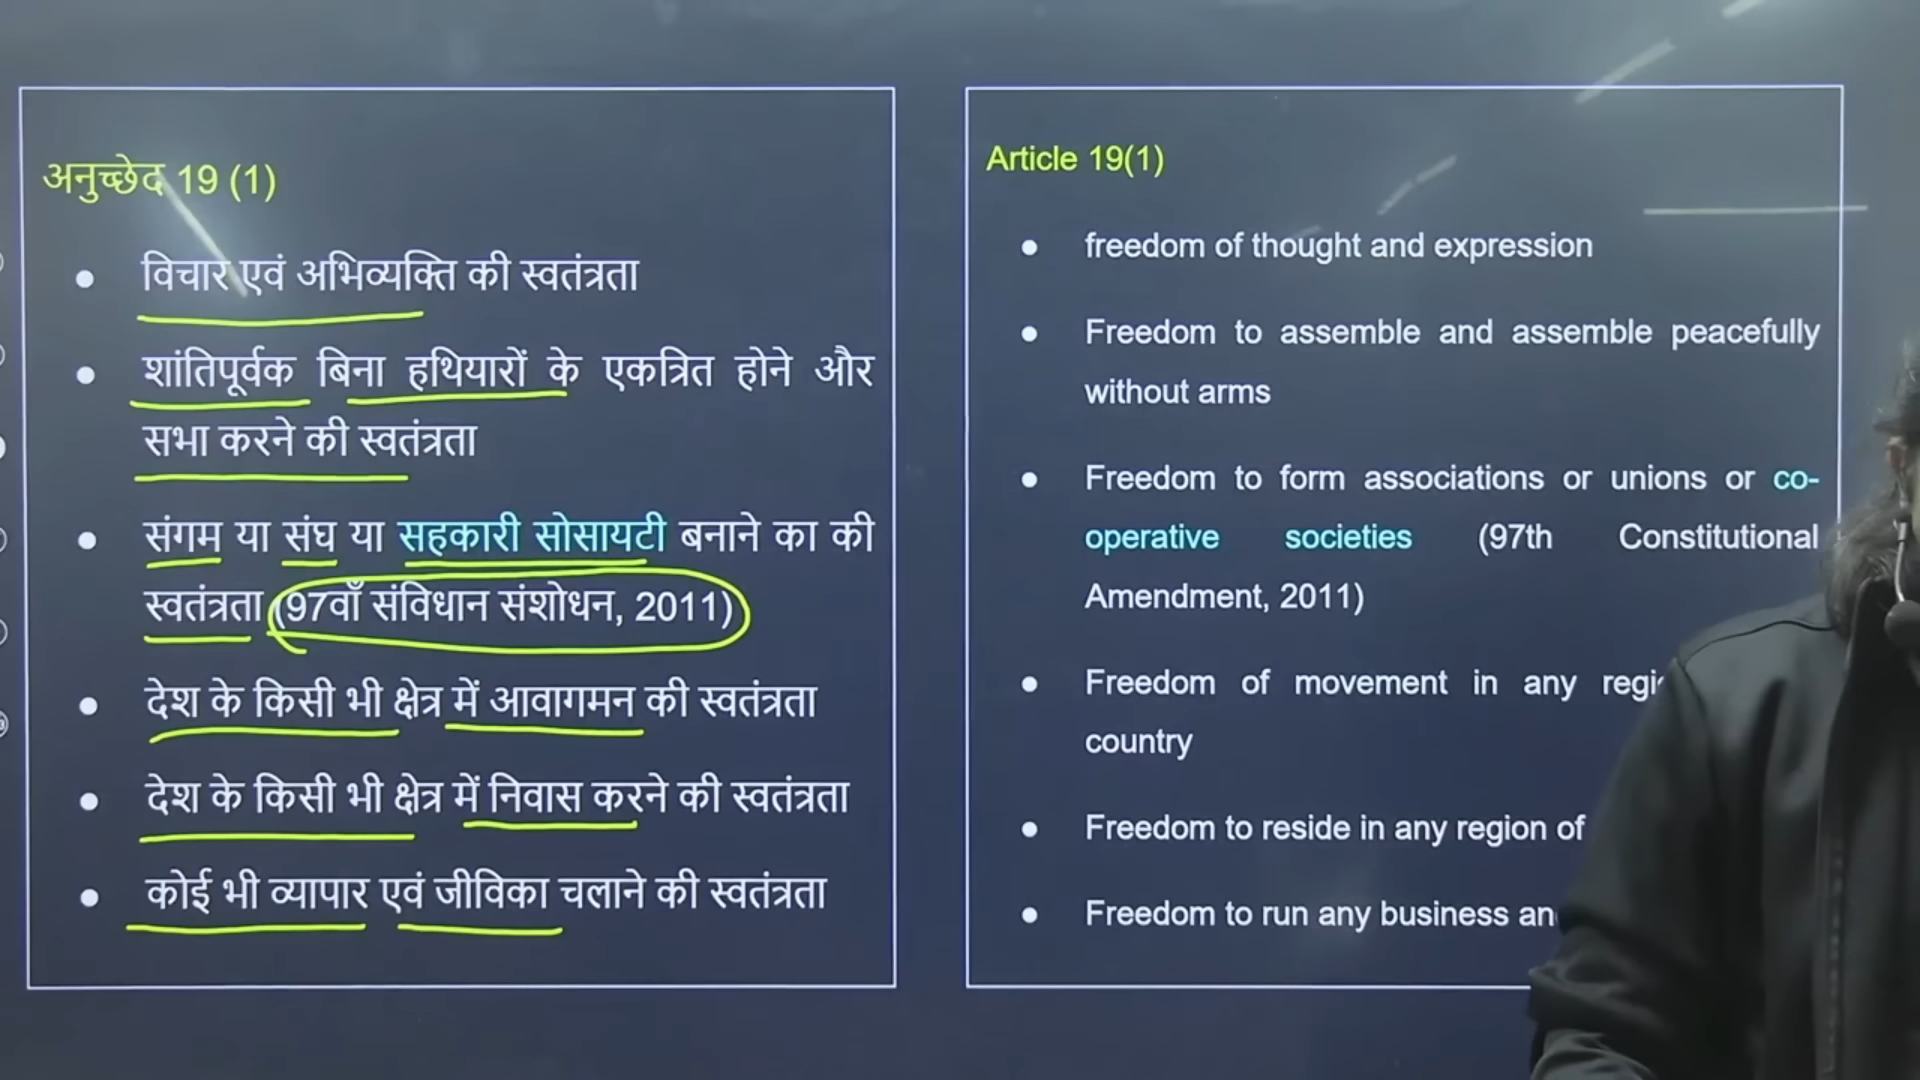 अनुच्छेद 19 (1)
● विचार एवं अभिव्यक्ति की स्वतंत्रता
● शांतिपूर्वक बिना हथियारों के एकत्रित होने और
सभा करने की स्वतंत्रता
● संगम या संघ या सहकारी सोसायटी बनाने का की
स्वतंत्रता (97वाँ संविधान संशोधन, 2011)
● देश के किसी भी क्षेत्र में आवागमन की स्वतंत्रता
● देश के किसी भी क्षेत्र में निवास करने की स्वतंत्रता
● कोई भी व्यापार एवं जीविका चलाने की स्वतंत्रता
Article 19(1)
● freedom of thought and expression
● Freedom to assemble and assemble peacefully
without arms
● Freedom to form associations or unions or co-
operative societies (97th Constitutional
Amendment, 2011)
● Freedom of movement in any
country
● Freedom to reside in any region of
● Freedom to run any business